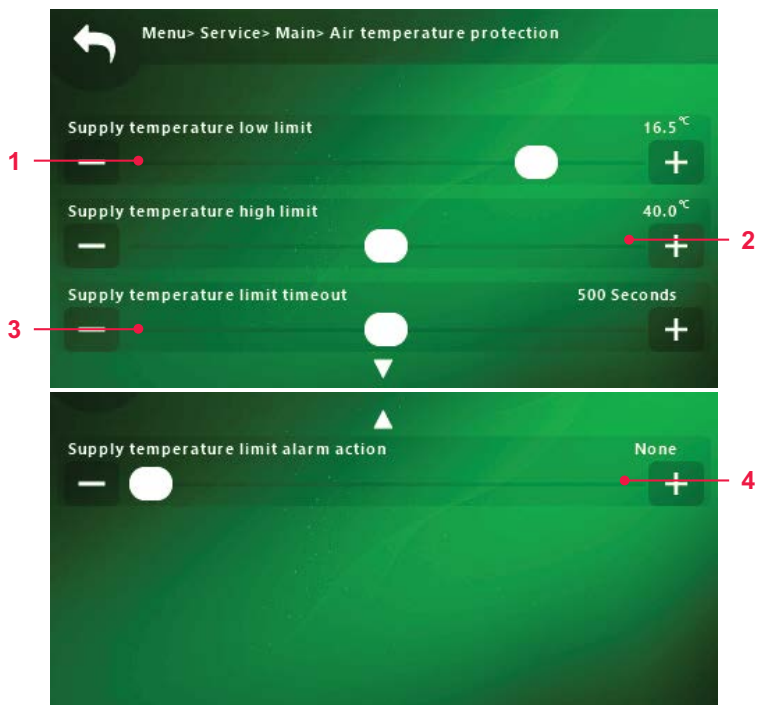 Menu> Service> Main> Air temperature protection
Supply temperature low limit 16.5 °C
1
Supply temperature high limit 40.0 °C
2
Supply temperature limit timeout 500 Seconds
3
Supply temperature limit alarm action None
4